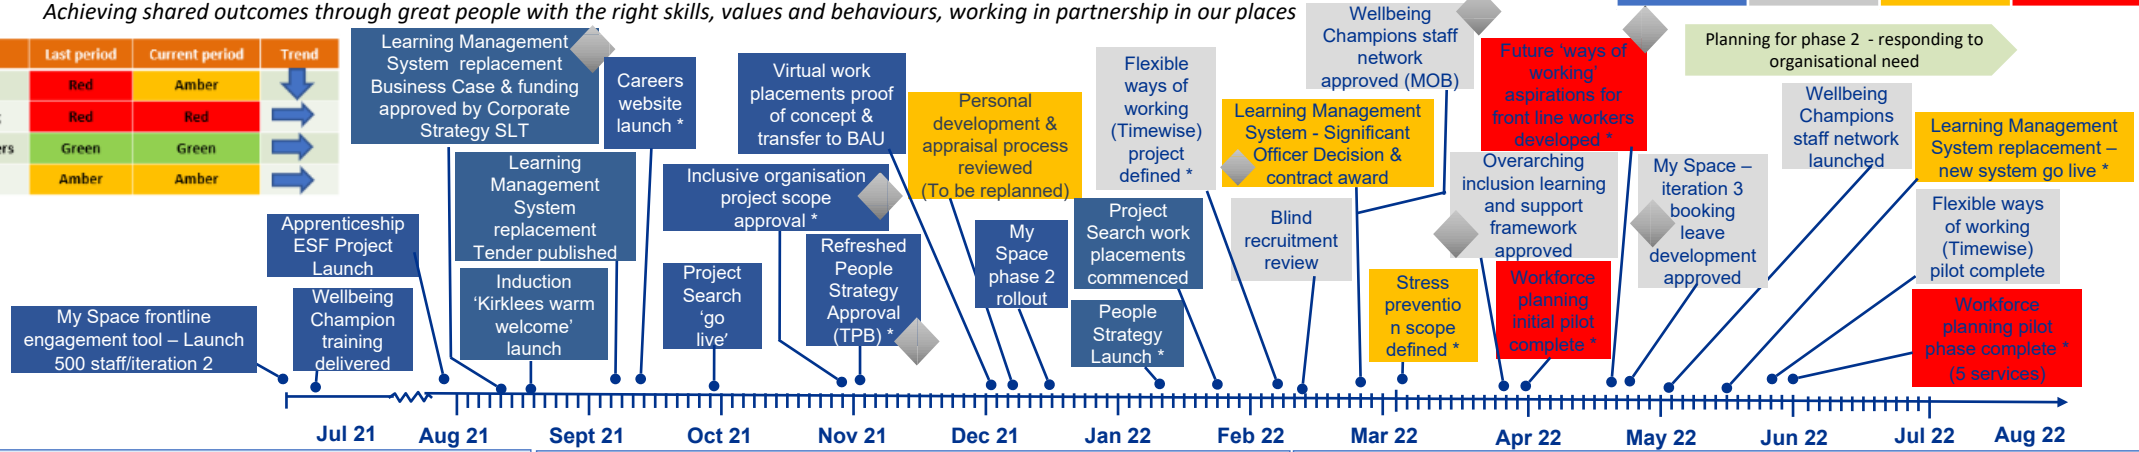 Achieving shared outcomes through great people with the right skills, values and behaviours, working in partnership in our places
Last period
Current period
Trend
Red
Amber
Red
Red
ers
Green
Green
Amber
Amber
My Space frontline
engagement tool – Launch
500 staff/iteration 2
Wellbeing
Champion
training
delivered
Apprenticeship
ESF Project
Launch
Learning Management
System replacement
Business Case & funding
approved by Corporate
Strategy SLT
Learning
Management
System
replacement
Tender published
Induction
‘Kirklees warm
welcome’
launch
Careers
website
launch *
Project
Search
‘go
live’
Inclusive organisation
project scope
approval *
Virtual work
placements proof
of concept &
transfer to BAU
Refreshed
People
Strategy
Approval
(TPB) *
Personal
development &
appraisal process
reviewed
(To be replanned)
My
Space
phase 2
rollout
Project
Search work
placements
commenced
People
Strategy
Launch *
Flexible
ways of
working
(Timewise)
project
defined *
Blind
recruitment
review
Learning Management
System - Significant
Officer Decision &
contract award
Wellbeing
Champions staff
network
approved (MOB)
Stress
preventio
n scope
defined *
Future ‘ways of
working’
aspirations for
front line workers
developed *
Overarching
inclusion learning
and support
framework
approved
Workforce
planning
initial pilot
complete *
My Space –
iteration 3
booking
leave
development
approved
Planning for phase 2 - responding to
organisational need
Wellbeing
Champions
staff network
launched
Learning Management
System replacement –
new system go live *
Flexible ways
of working
(Timewise)
pilot complete
Workforce
planning pilot
phase complete *
(5 services)
Jul 21
Aug 21
Sept 21
Oct 21
Nov 21
Dec 21
Jan 22
Feb 22
Mar 22
Apr 22
May 22
Jun 22
Jul 22
Aug 22